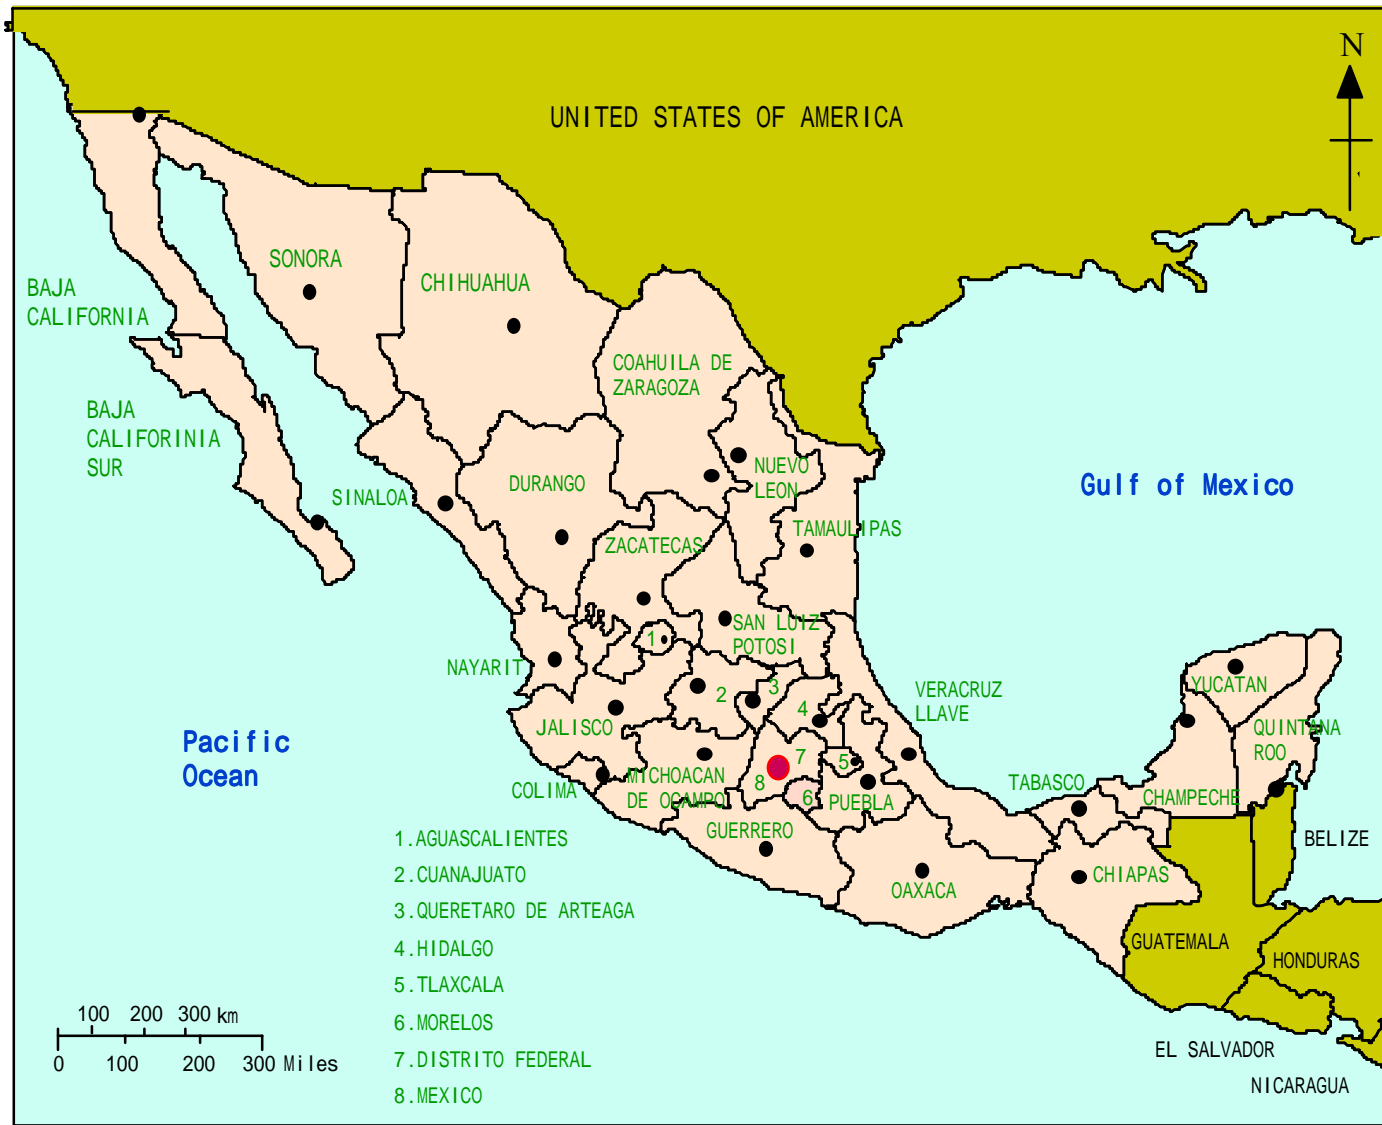 N
UNITED STATES OF AMERICA
SONORA
CHIHUAHUA
BAJA
CALIFORNIA
COAHUILA DE
ZARAGOZA
BAJA
CALIFORINIA
SUR
NUEVO
LEON
DURANGO
SINALOA
Gulf of Mexico
TAMAULIPAS
ZACATECAS
SAN LUIZ
POTOSI
1
NAYARIT
YUCATAN
2
3
4
VERACRUZ
LLAVE
JALISCO
QUINTANA
ROO
Pacific
Ocean
7
5
8
6
COLIMA
MICHOACAN
DE OCAMPO
PUEBLA
TABASCO
CHAMPECHE
GUERRERO
BELIZE
1.AGUASCALIENTES
2.CUANAJUATO
3.QUERETARO DE ARTEAGA
4.HIDALGO
5.TLAXCALA
6.MORELOS
7.DISTRITO FEDERAL
8.MEXICO
OAXACA
CHIAPAS
GUATEMALA
HONDURAS
EL SALVADOR
NICARAGUA
100 200 300 km
0 100 200 300 Miles